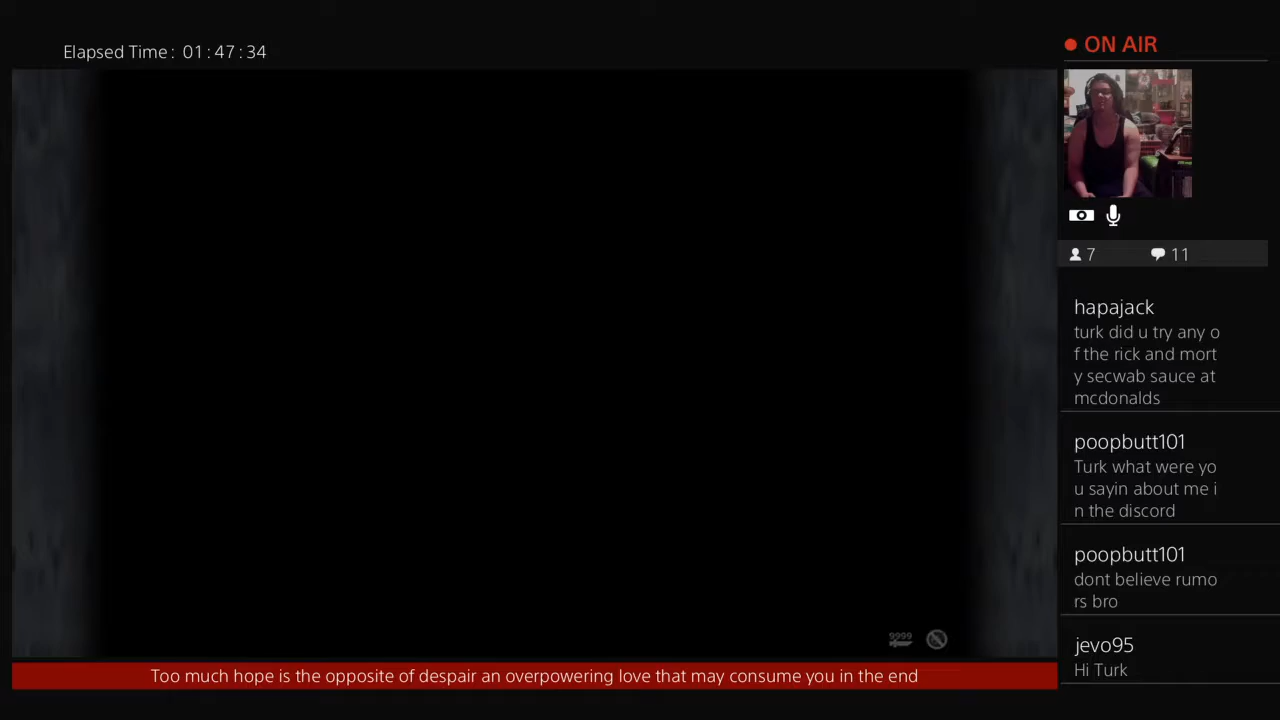 Elapsed Time: 01:47:34
ON AIR
7
11
hapajack
turk did u try any o
f the rick and mort
y secwab sauce at
mcdonalds
poopbutt101
Turk what were yo
u sayin about me i
n the discord
poopbutt101
dont believe rumo
rs bro
jevo95
Hi Turk
9999
Too much hope is the opposite of despair an overpowering love that may consume you in the end